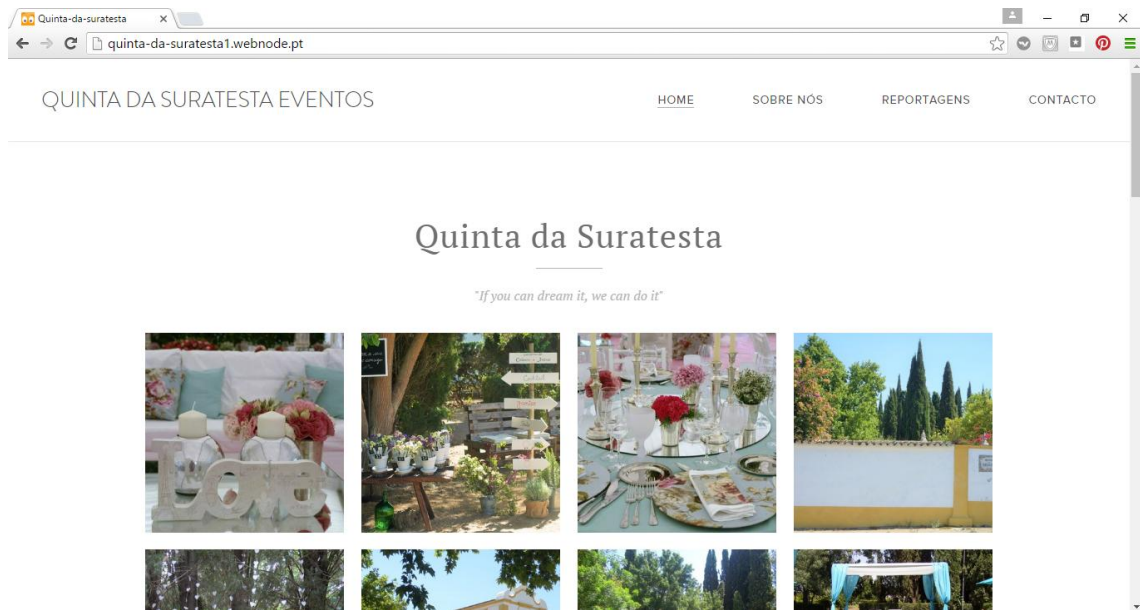 Quinta-da-suratesta
quinta-da-suratesta1.webnode.pt
QUINTA DA SURATESTA EVENTOS
HOME SOBRE NÓS REPORTAGENS CONTACTO
Quinta da Suratesta
"If you can dream it, we can do it"
Cocktail